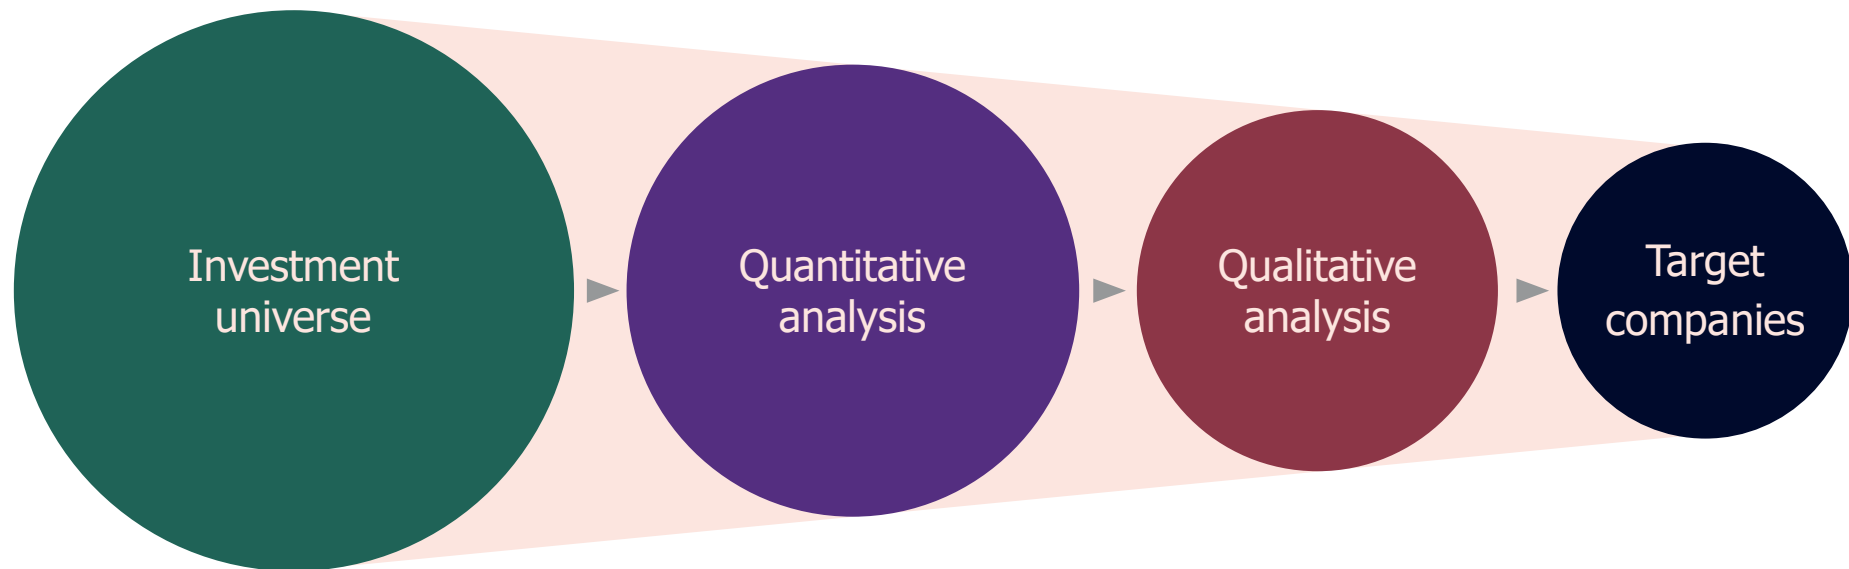 Investment
universe
Quantitative
analysis
Qualitative
analysis
Target
companies